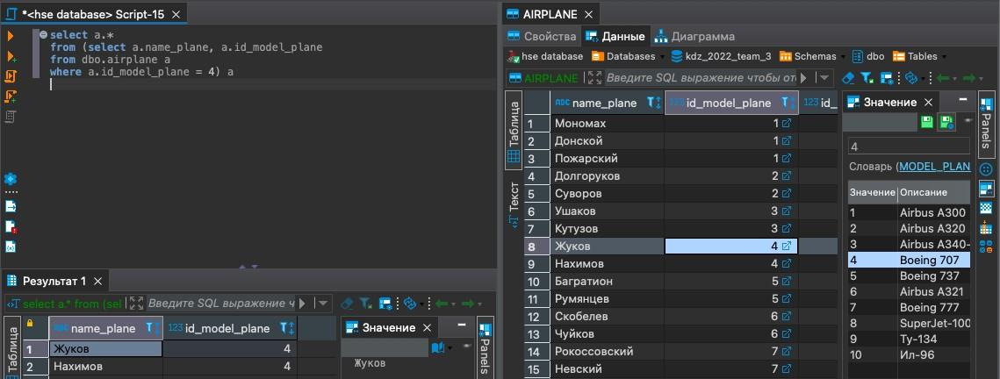 *<hse database> Script-15
select a.*
from (select a.name_plane, a.id_model_plane
from dbo.airplane a
where a.id_model_plane = 4) a
Результат 1
select a.* from (sel
Введите SQL выражение ч
Таблица
name_plane id_model_plane
1 Жуков 4
2 Нахимов 4
Значение
Жуков
Panels
AIRPLANE
Свойства Данные Диаграмма
hse database Databases kdz_2022_team_3 Schemas dbo Tables
AIRPLANE Введите SQL выражение чтобы от
Таблица
Текст
name_plane id_model_plane id_
1 Мономах 1
2 Донской 1
3 Пожарский 1
4 Долгоруков 2
5 Суворов 2
6 Ушаков 3
7 Кутузов 3
8 Жуков 4
9 Нахимов 4
10 Багратион 5
11 Румянцев 5
12 Скобелев 6
13 Чуйков 6
14 Рокоссовский 7
15 Невский 7
Значение
4
Словарь (MODEL_PLAN
Значение Описание
1 Airbus A300
2 Airbus A320
3 Airbus A340-
4 Boeing 707
5 Boeing 737
6 Airbus A321
7 Boeing 777
8 SuperJet-100
9 Ту-134
10 Ил-96
Panels